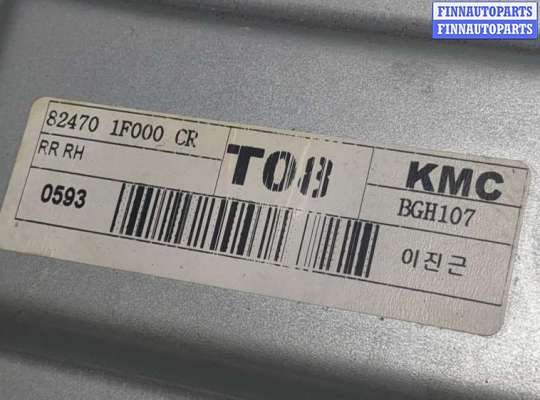 FINNAUTOPARTS
FINNAUTOPARTS
82470 1F000 CR
RR RH
T08
KMC
BGH107
0593
이진근